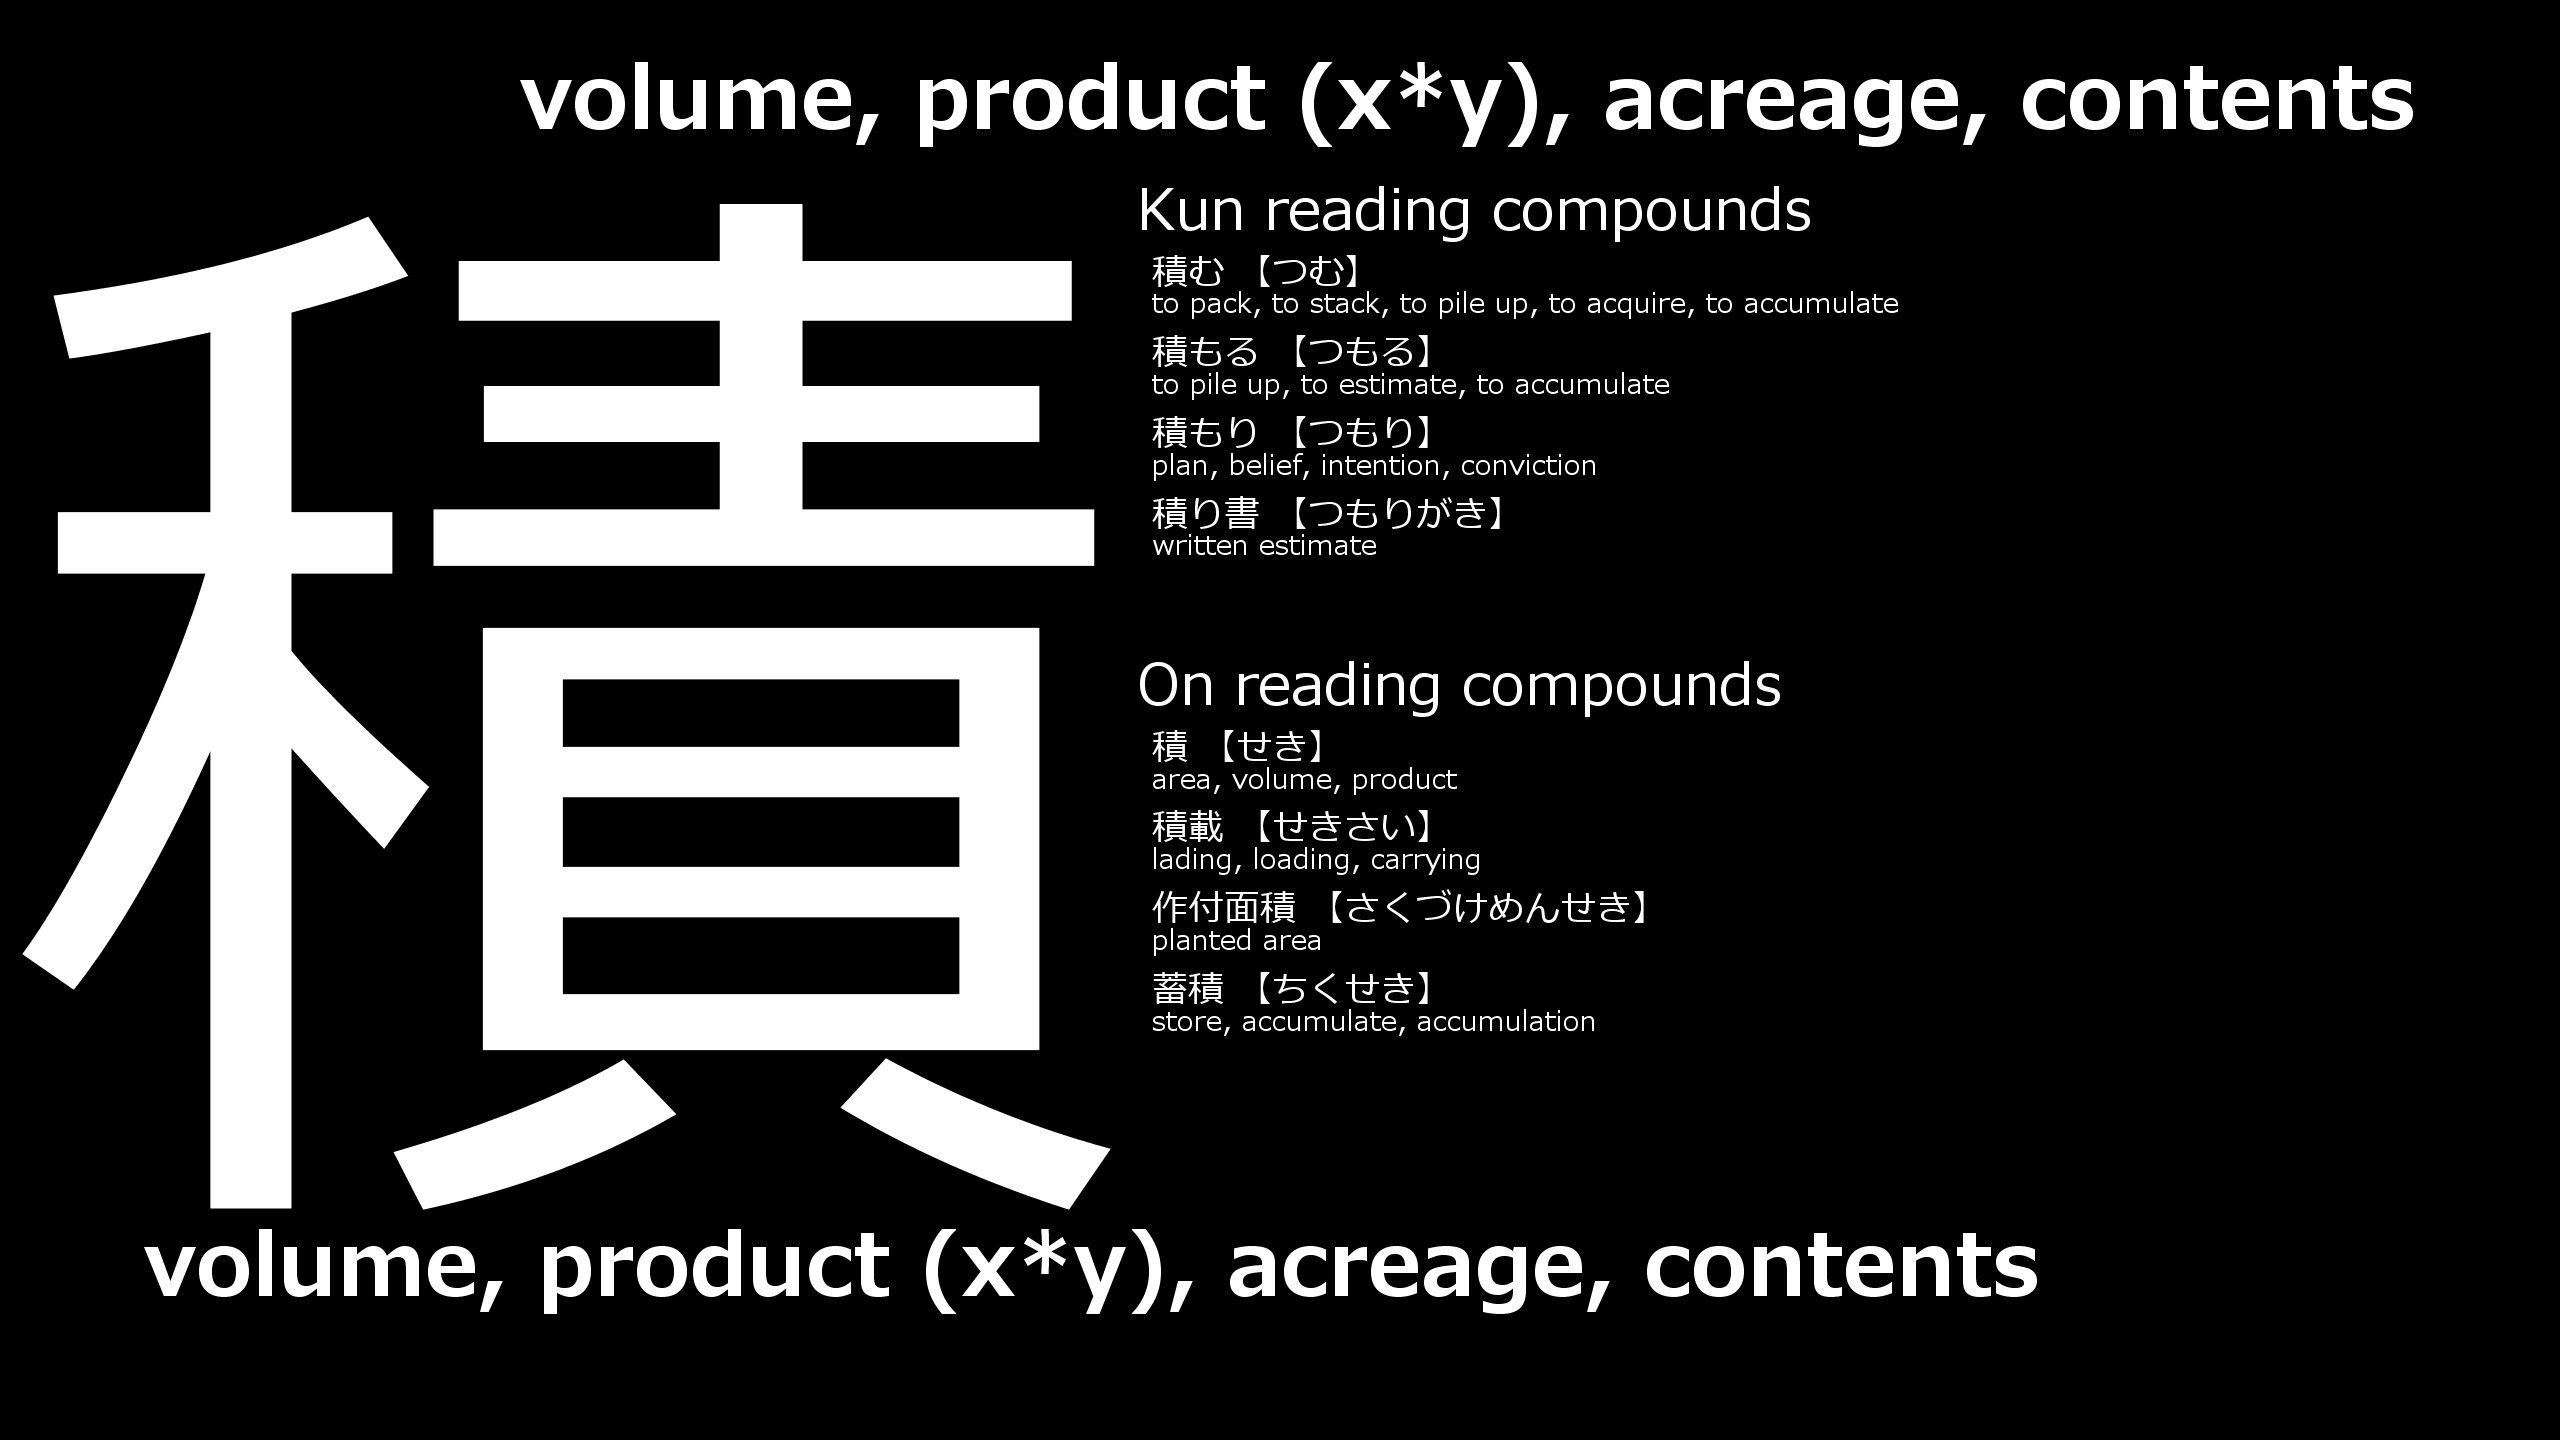 volume, product (x*y), acreage, contents
積
Kun reading compounds
積む 【つむ】
to pack, to stack, to pile up, to acquire, to accumulate
積もる 【つもる】
to pile up, to estimate, to accumulate
積もり 【つもり】
plan, belief, intention, conviction
積り書 【つもりがき】
written estimate
On reading compounds
積 【せき】
area, volume, product
積載 【せきさい】
lading, loading, carrying
作付面積 【さくづけめんせき】
planted area
蓄積 【ちくせき】
store, accumulate, accumulation
volume, product (x*y), acreage, contents